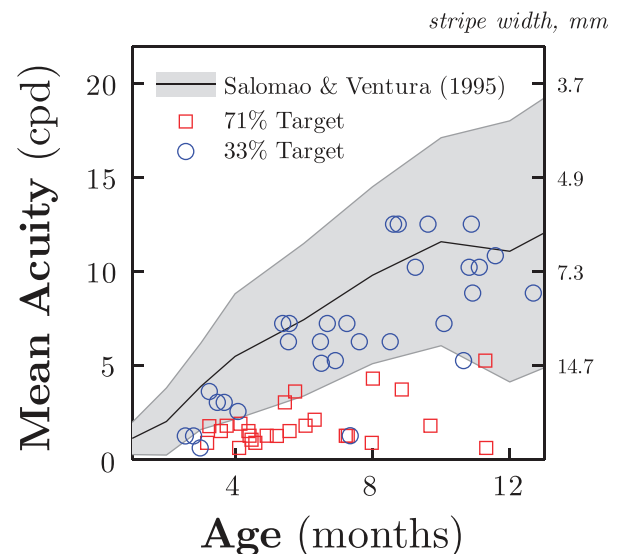 stripe width, mm
Salomao & Ventura (1995)
71% Target
33% Target
Mean Acuity (cpd)
20
15
10
5
0
3.7
4.9
7.3
14.7
4
8
12
Age (months)